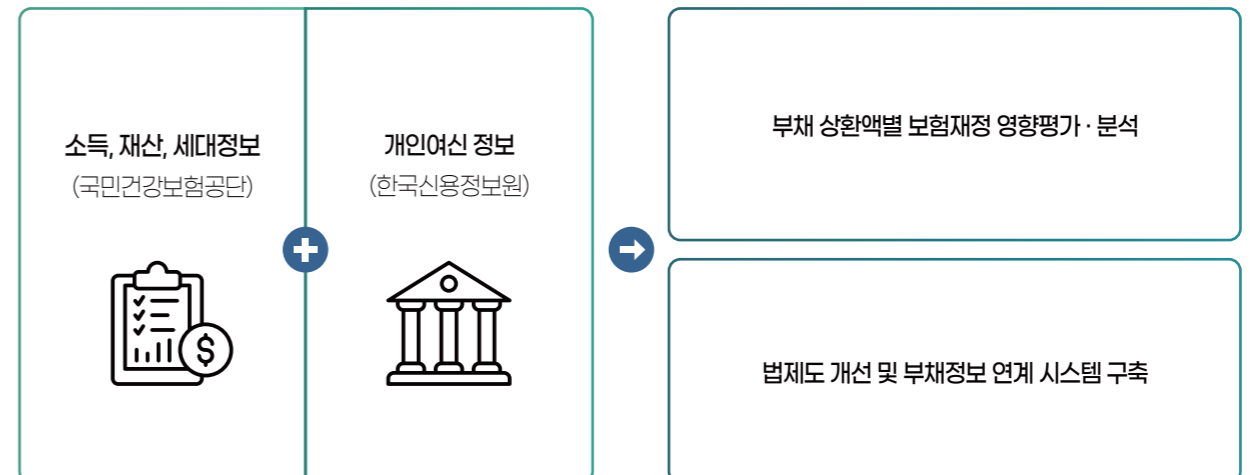 소득, 재산, 세대정보
(국민건강보험공단)
개인여신 정보
(한국신용정보원)
부채 상환액별 보험재정 영향평가 · 분석
법제도 개선 및 부채정보 연계 시스템 구축